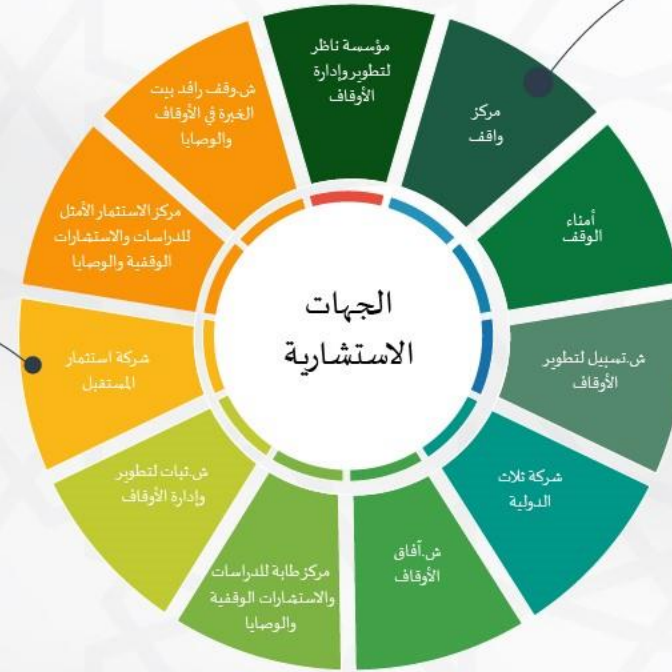 الجهات
الاستشارية
مؤسسة ناظر
لتطوير وإدارة
الأوقاف
مركز
واقف
أمناء
الوقف
ش.تسبيل لتطوير
الأوقاف
شركة ثلاث
الدولية
ش.آفاق
الأوقاف
مركز طابة للدراسات
والاستشارات الوقفية
والوصايا
ش.ثبات لتطوير
وإدارة الأوقاف
شركة استثمار
المستقبل
مركز الاستثمار الأمثل
للدراسات والاستشارات
الوقفية والوصايا
ش.وقف رافد بيت
الخبرة في الأوقاف
والوصايا